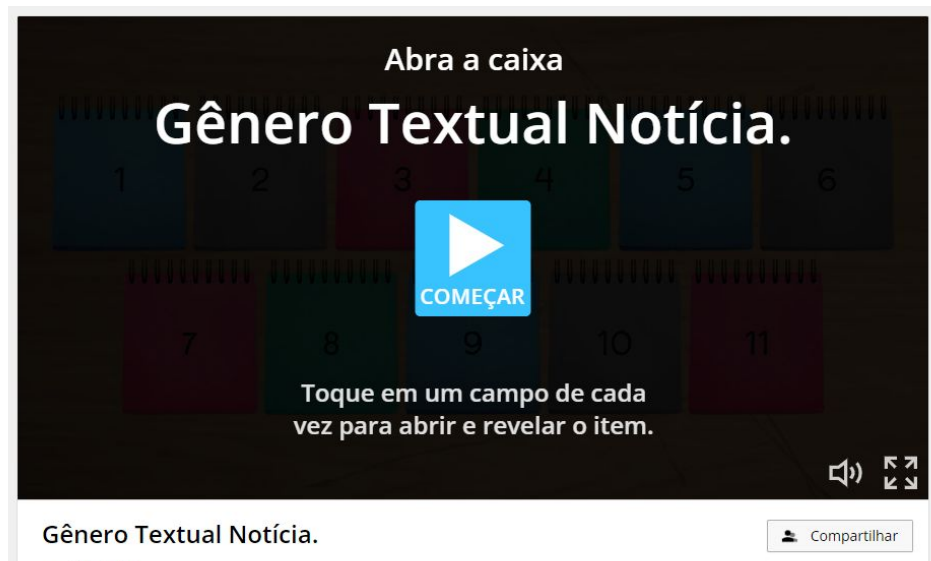 Abra a caixa
Gênero Textual Notícia.
1 2 3 4 5 6
COMEÇAR
7 8 9 10 11
Toque em um campo de cada
vez para abrir e revelar o item.
Gênero Textual Notícia.
Compartilhar